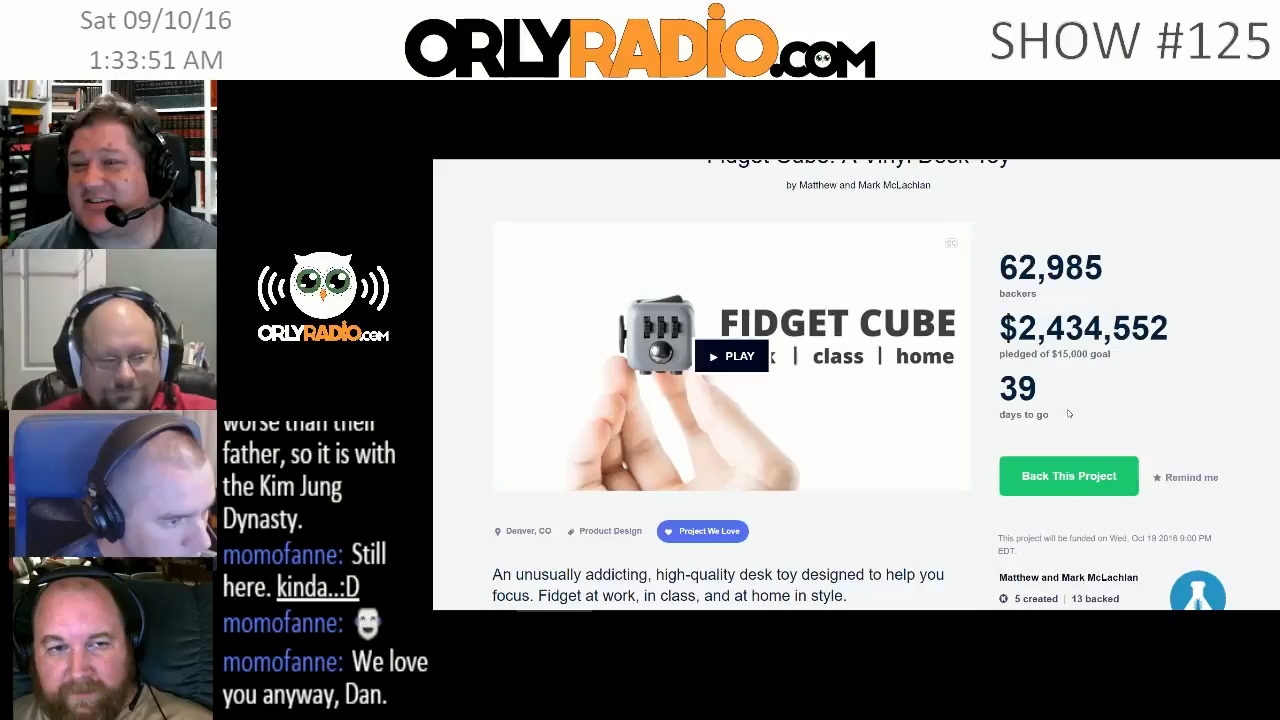 Sat 09/10/16
1:33:51 AM
ORLYRADIO.COM
SHOW #125
Fidget Cube: A Vinyl Desk Toy
by Matthew and Mark McLachlan
CC
FIDGET CUBE
PLAY
| class | home
62,985
backers
$2,434,552
pledged of $15,000 goal
39
days to go
Back This Project
Remind me
Denver, CO
Product Design
Project We Love
This project will be funded on Wed, Oct 19 2016 9:00 PM
EDT.
An unusually addicting, high-quality desk toy designed to help you
focus. Fidget at work, in class, and at home in style.
Matthew and Mark McLachlan
5 created | 13 backed
ORLYRADIO.COM
worse than their
father, so it is with
the Kim Jung
Dynasty.
momofanne: Still
here. kinda..:D
momofanne:
momofanne: We love
you anyway, Dan.